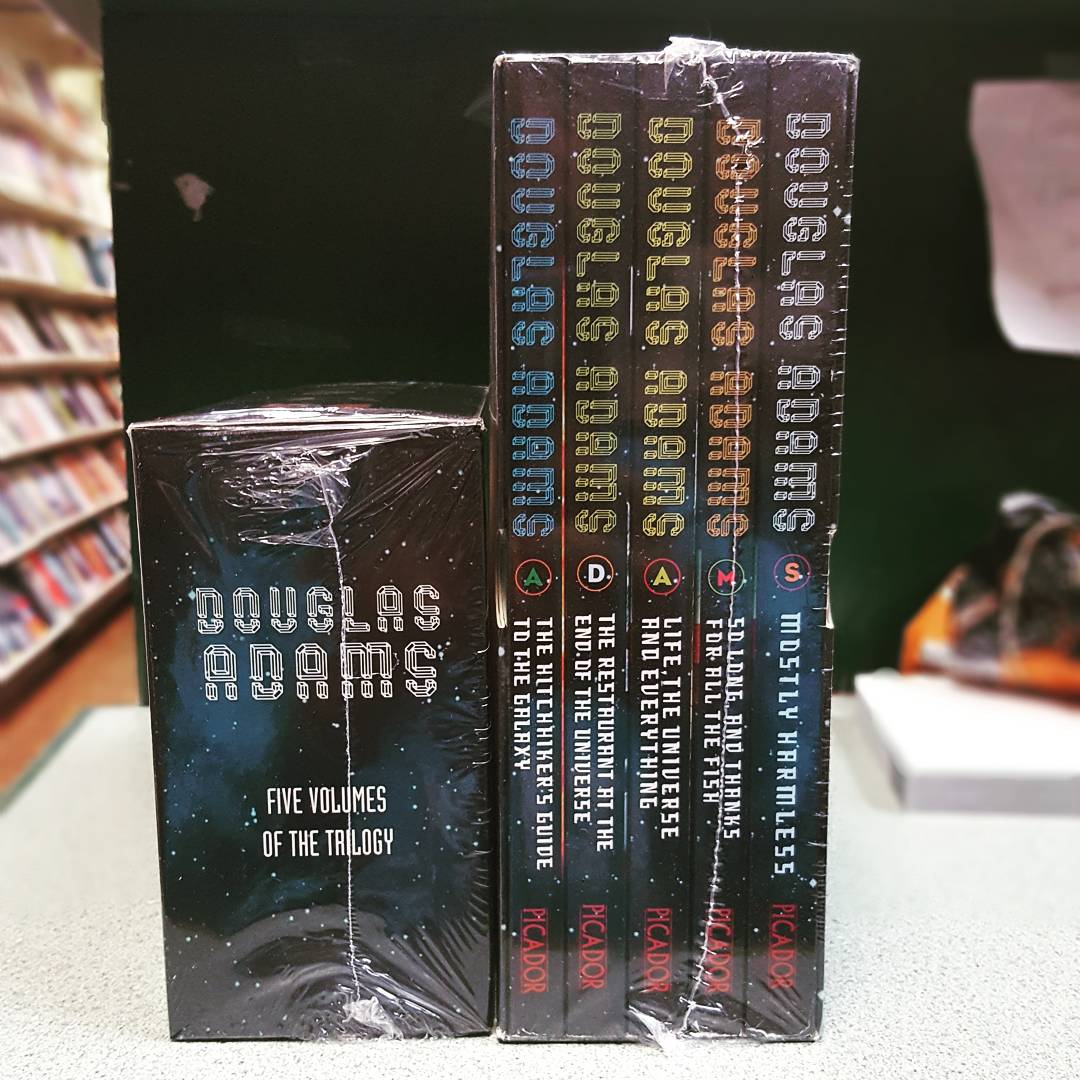 DOUGLAS
ADAMS
FIVE VOLUMES
OF THE TRILOGY
DOUGLAS ADAMS
A
THE HITCHHIKER'S GUIDE
TO THE GALAXY
PICADOR
DOUGLAS ADAMS
D
THE RESTAURANT AT THE
END OF THE UNIVERSE
PICADOR
DOUGLAS ADAMS
A
LIFE, THE UNIVERSE
AND EVERYTHING
PICADOR
DOUGLAS ADAMS
M
SO LONG, AND THANKS
FOR ALL THE FISH
PICADOR
DOUGLAS ADAMS
S
MOSTLY HARMLESS
PICADOR